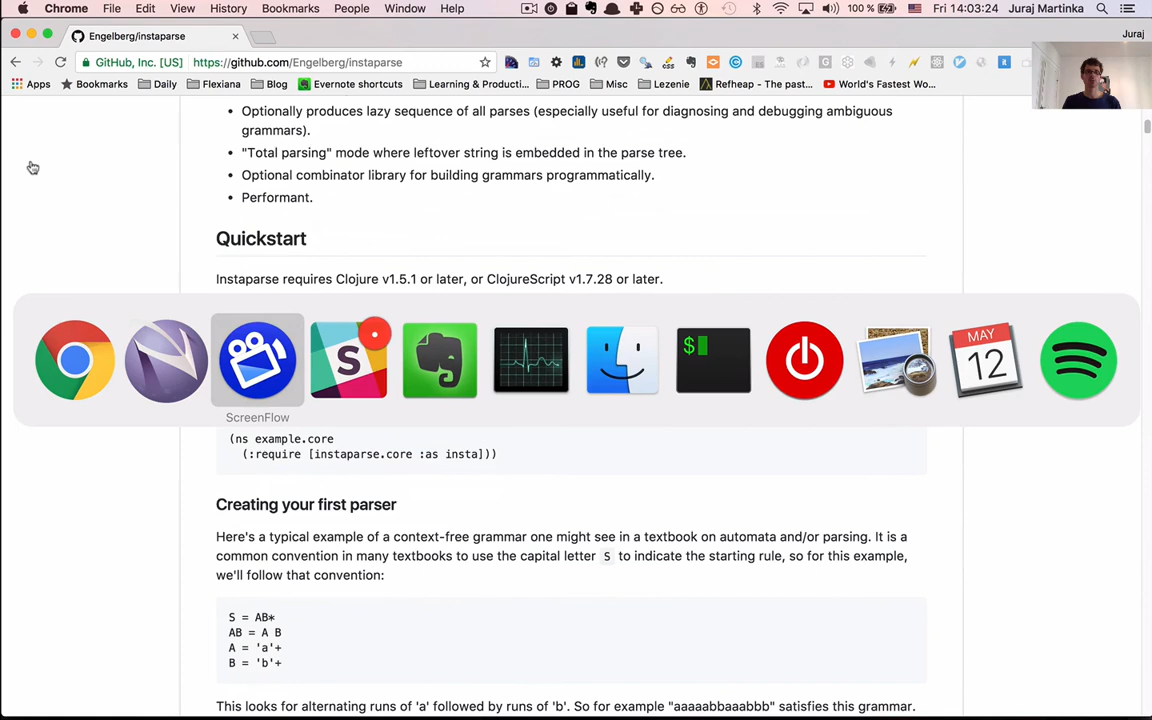 Chrome File Edit View History Bookmarks People Window Help 100 % Fri 14:03:24 Juraj Martinka
Engelberg/instaparse Juraj
GitHub, Inc. [US] https://github.com/Engelberg/instaparse
Apps Bookmarks Daily Flexiana Blog Evernote shortcuts Learning & Productivi... PROG Misc Lezenie Refheap - The past... World's Fastest Wo...
• Optionally produces lazy sequence of all parses (especially useful for diagnosing and debugging ambiguous
grammars).
• "Total parsing" mode where leftover string is embedded in the parse tree.
• Optional combinator library for building grammars programmatically.
• Performant.
Quickstart
Instaparse requires Clojure v1.5.1 or later, or ClojureScript v1.7.28 or later.
S
$
MAY
12
ScreenFlow
(ns example.core
(:require [instaparse.core :as insta]))
Creating your first parser
Here's a typical example of a context-free grammar one might see in a textbook on automata and/or parsing. It is a
common convention in many textbooks to use the capital letter S to indicate the starting rule, so for this example,
we'll follow that convention:
S = AB*
AB = A B
A = 'a'+
B = 'b'+
This looks for alternating runs of 'a' followed by runs of 'b'. So for example "aaaaabbaaabbb" satisfies this grammar.